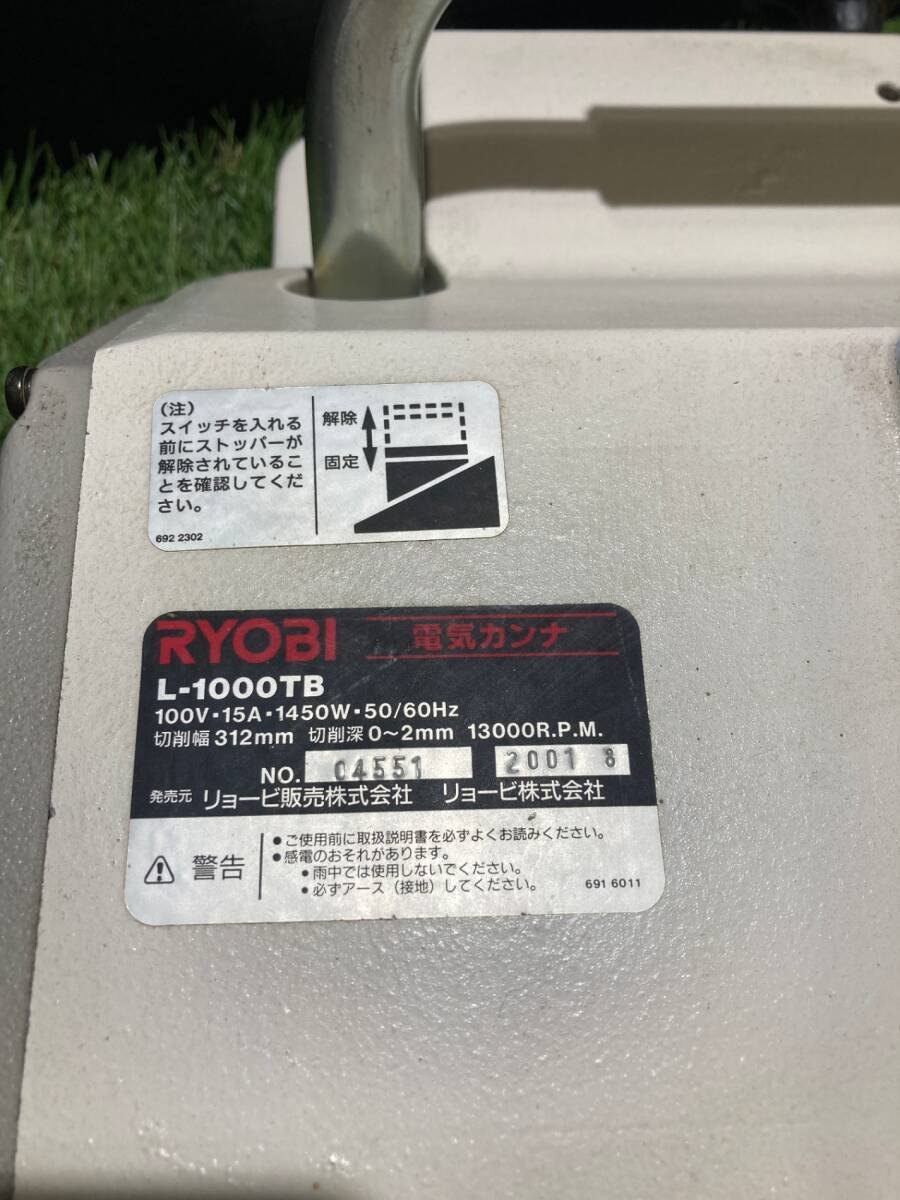 (注)
スイッチを入れる
前にストッパーが
解除されているこ
とを確認してくだ
さい。
692 2302
解除
固定
RYOBI 電気カンナ
L-1000TB
100V・15A・1450W・50/60Hz
切削幅 312mm 切削深 0～2mm 13000R.P.M.
NO. 04551 2001 8
発売元 リョービ販売株式会社 リョービ株式会社
警告
●ご使用前に取扱説明書を必ずよくお読みください。
●感電のおそれがあります。
●雨中では使用しないでください。
●必ずアース（接地）してください。
691 6011